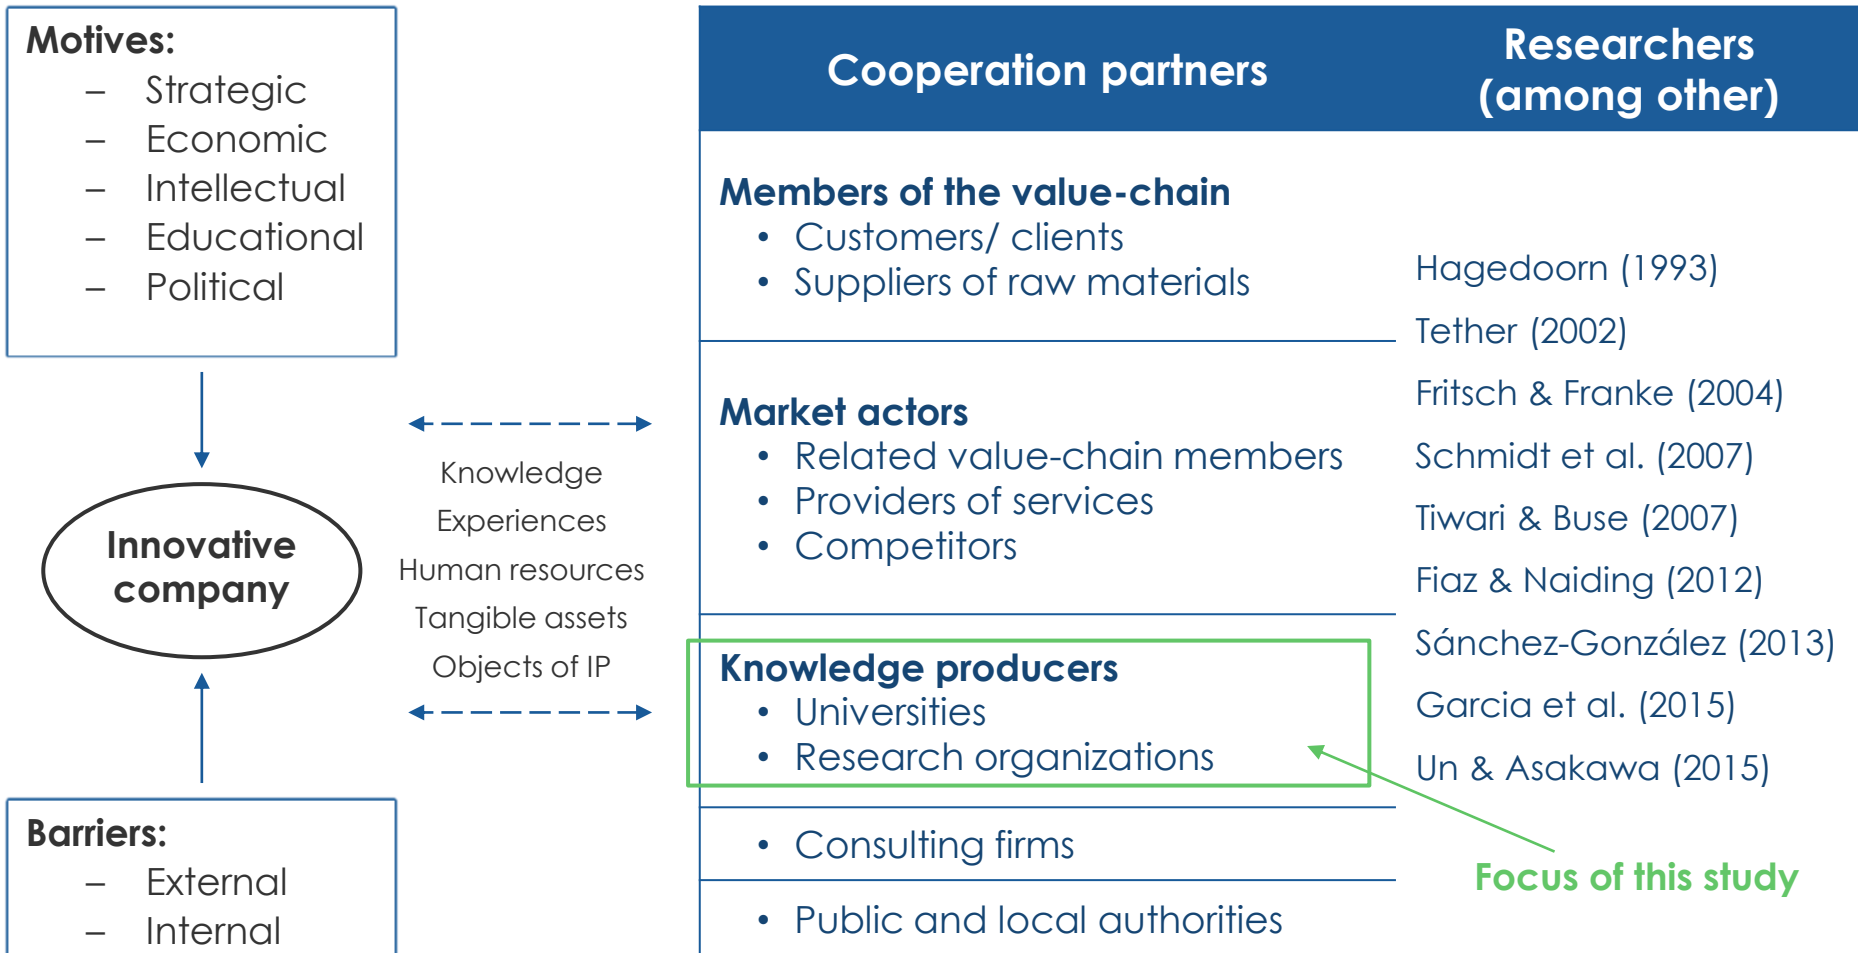 Motives:
– Strategic
– Economic
– Intellectual
– Educational
– Political
Innovative
company
Barriers:
– External
– Internal
Knowledge
Experiences
Human resources
Tangible assets
Objects of IP
Cooperation partners
Members of the value-chain
• Customers/ clients
• Suppliers of raw materials
Market actors
• Related value-chain members
• Providers of services
• Competitors
Knowledge producers
• Universities
• Research organizations
• Consulting firms
• Public and local authorities
Researchers
(among other)
Hagedoorn (1993)
Tether (2002)
Fritsch & Franke (2004)
Schmidt et al. (2007)
Tiwari & Buse (2007)
Fiaz & Naiding (2012)
Sánchez-González (2013)
Garcia et al. (2015)
Un & Asakawa (2015)
Focus of this study